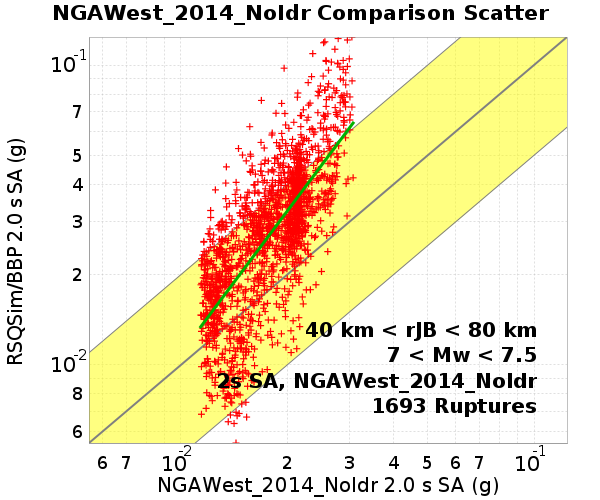 NGAWest_2014_NoIdr Comparison Scatter
RSQSim/BBP 2.0 s SA (g)
10-1
7
5
4
3
2
10-2
8
6
40 km < rJB < 80 km
7 < Mw < 7.5
2s SA, NGAWest_2014_NoIdr
1693 Ruptures
6 7 10-2 2 3 4 5 6 7 10-1
NGAWest_2014_NoIdr 2.0 s SA (g)